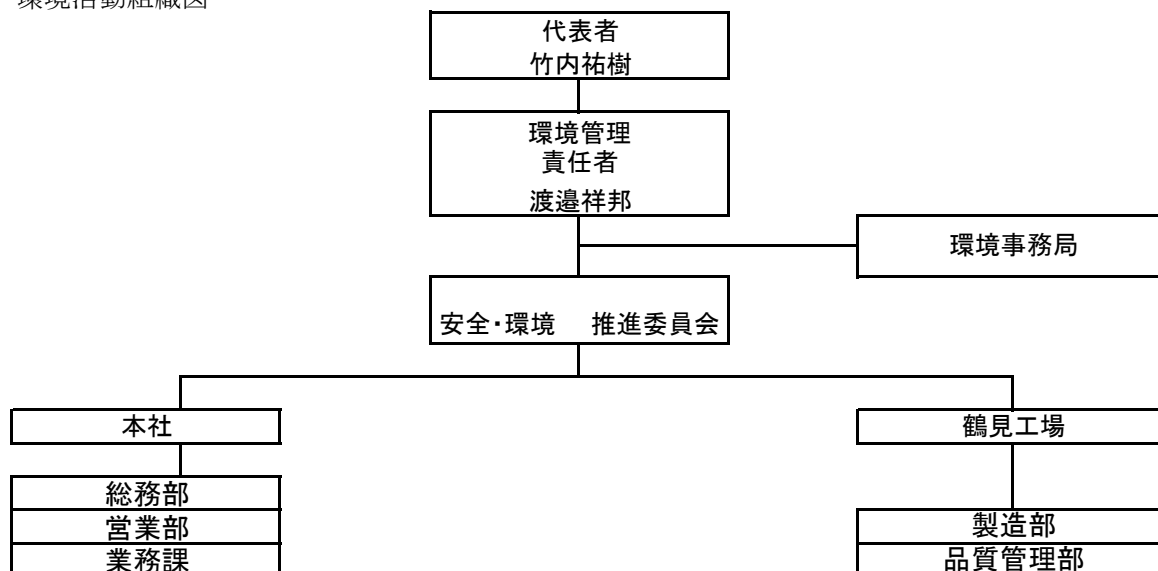 環境活動組織図
代表者
竹内祐樹
環境管理
責任者
渡邉祥邦
環境事務局
安全・環境　推進委員会
本社
鶴見工場
総務部
営業部
業務課
製造部
品質管理部